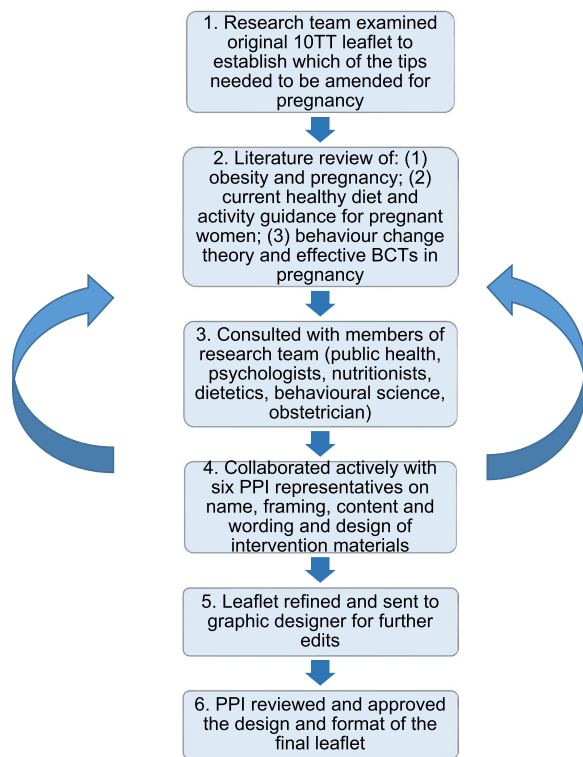 1. Research team examined
original 10TT leaflet to
establish which of the tips
needed to be amended for
pregnancy
2. Literature review of: (1)
obesity and pregnancy; (2)
current healthy diet and
activity guidance for pregnant
women; (3) behaviour change
theory and effective BCTs in
pregnancy
3. Consulted with members of
research team (public health,
psychologists, nutritionists,
dietetics, behavioural science,
obstetrician)
4. Collaborated actively with
six PPI representatives on
name, framing, content and
wording and design of
intervention materials
5. Leaflet refined and sent to
graphic designer for further
edits
6. PPI reviewed and approved
the design and format of the
final leaflet